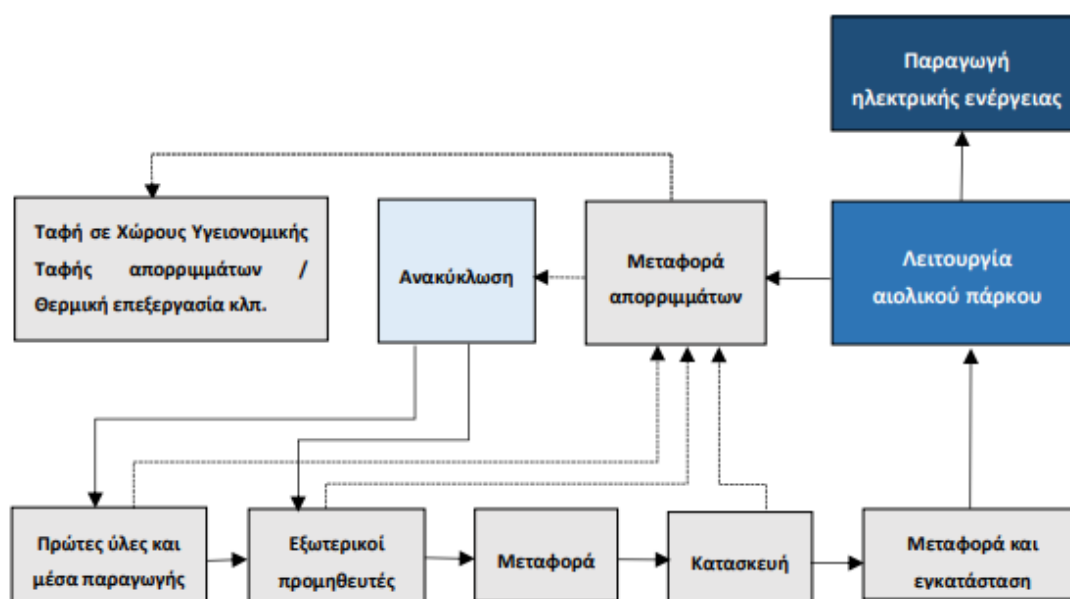 Παραγωγή
ηλεκτρικής ενέργειας
Ταφή σε Χώρους Υγειονομικής
Ταφής απορριμμάτων /
Θερμική επεξεργασία κλπ.
Ανακύκλωση
Μεταφορά
απορριμμάτων
Λειτουργία
αιολικού πάρκου
Πρώτες ύλες και
μέσα παραγωγής
Εξωτερικοί
προμηθευτές
Μεταφορά
Κατασκευή
Μεταφορά και
εγκατάσταση